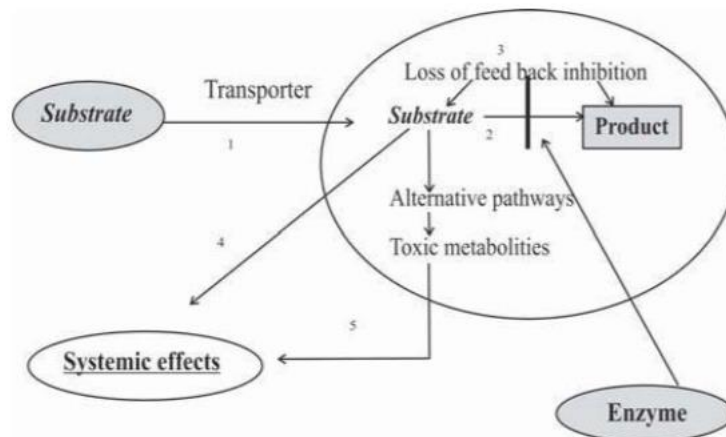 3
Loss of feed back inhibition
Transporter
Substrate
1
Substrate
2
Product
Alternative pathways
4
Toxic metabolities
5
Systemic effects
Enzyme